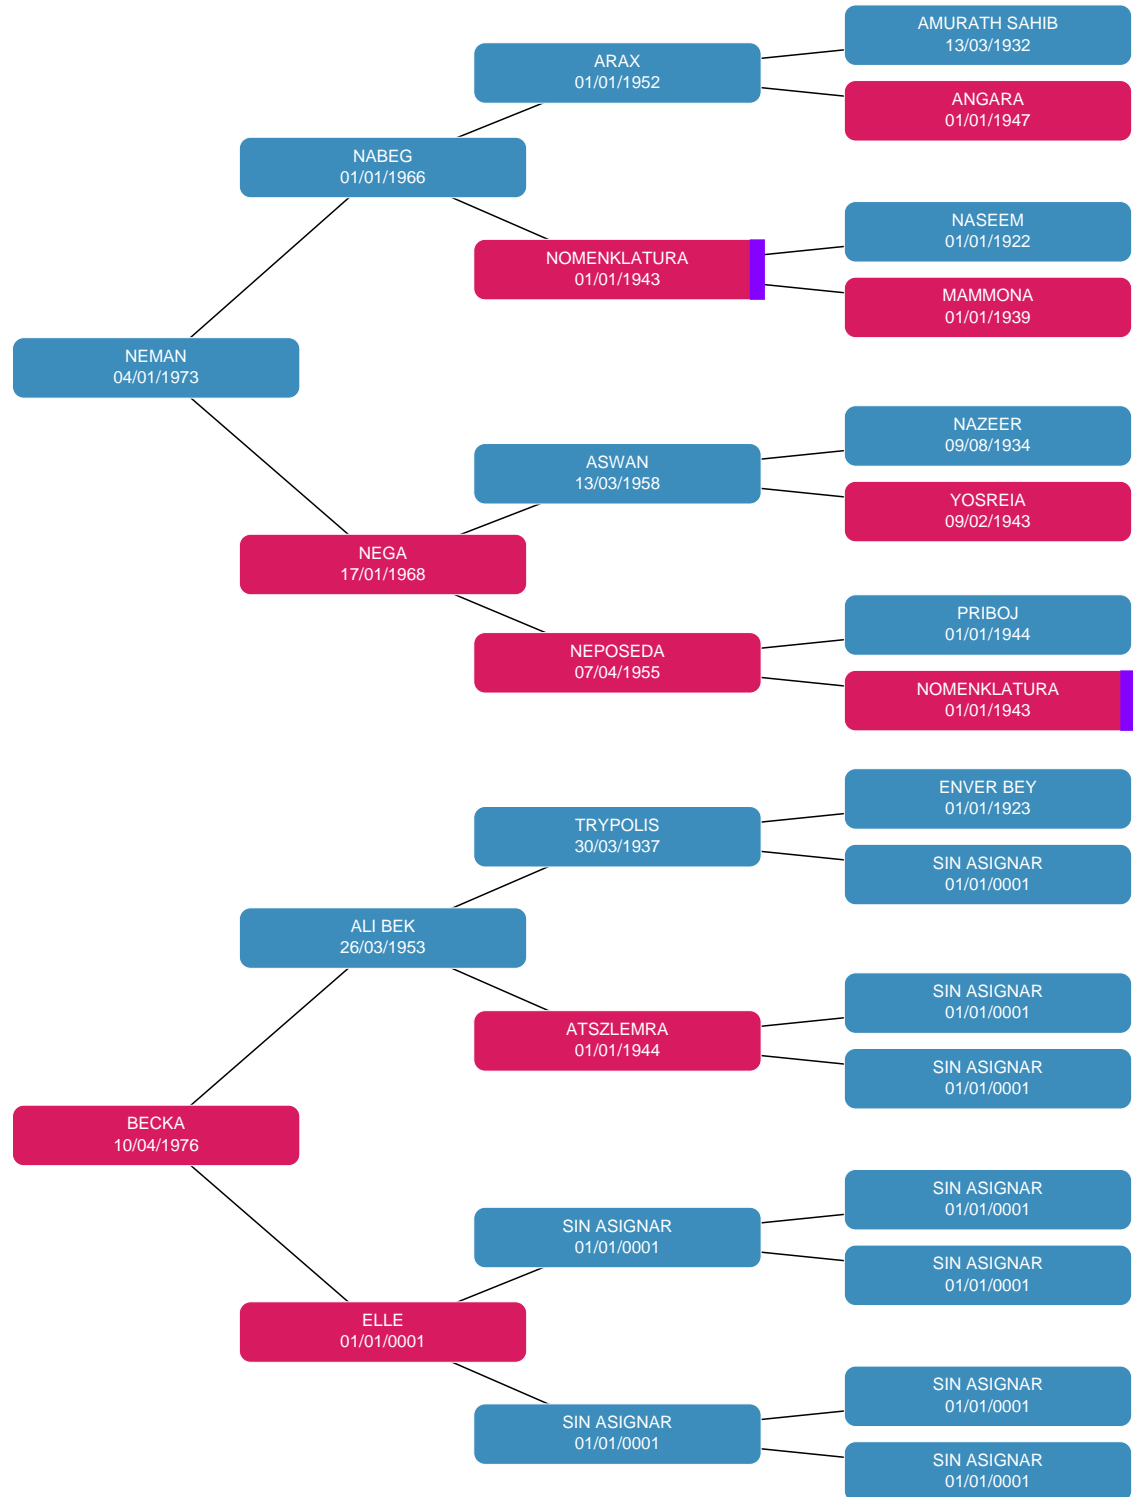 AMURATH SAHIB
13/03/1932
ARAX
01/01/1952
ANGARA
01/01/1947
NABEG
01/01/1966
NASEEM
01/01/1922
NOMENKLATURA
01/01/1943
MAMMONA
01/01/1939
NEMAN
04/01/1973
NAZEER
09/08/1934
ASWAN
13/03/1958
YOSREIA
09/02/1943
NEGA
17/01/1968
PRIBOJ
01/01/1944
NEPOSEDA
07/04/1955
NOMENKLATURA
01/01/1943
ENVER BEY
01/01/1923
TRYPOLIS
30/03/1937
SIN ASIGNAR
01/01/0001
ALI BEK
26/03/1953
SIN ASIGNAR
01/01/0001
ATSZLEMRA
01/01/1944
SIN ASIGNAR
01/01/0001
BECKA
10/04/1976
SIN ASIGNAR
01/01/0001
SIN ASIGNAR
01/01/0001
SIN ASIGNAR
01/01/0001
ELLE
01/01/0001
SIN ASIGNAR
01/01/0001
SIN ASIGNAR
01/01/0001
SIN ASIGNAR
01/01/0001